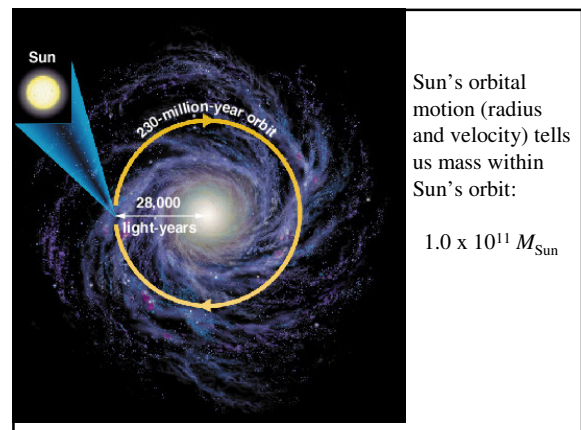 Sun
230-million-year orbit
28,000
light-years
Sun's orbital
motion (radius
and velocity) tells
us mass within
Sun's orbit:
1.0 x 10¹¹ M_Sun